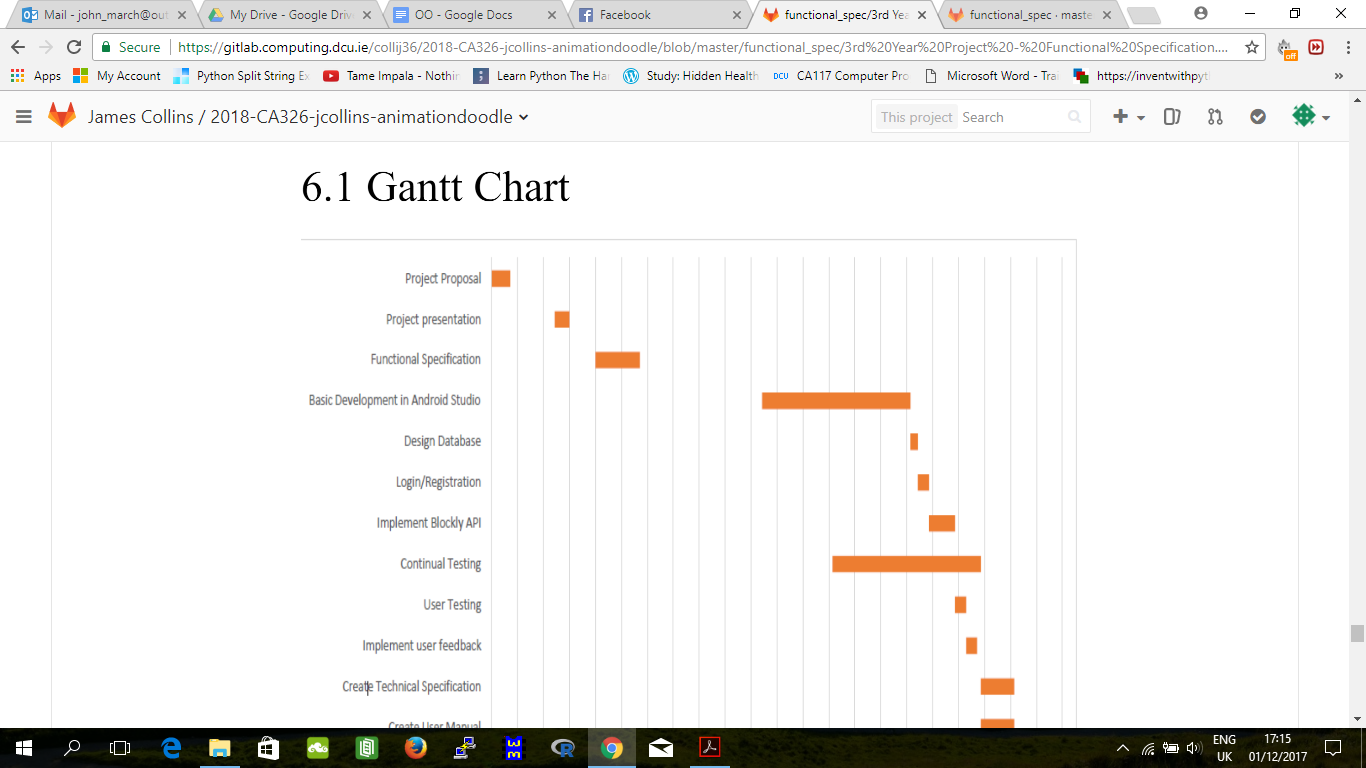 Mail - john_march@out
My Drive - Google Driv
OO - Google Docs
Facebook
functional_spec/3rd Yea
functional_spec · maste
Secure
https://gitlab.computing.dcu.ie/collij36/2018-CA326-jcollins-animationdoodle/blob/master/functional_spec/3rd%20Year%20Project%20-%20Functional%20Specification....
off
Apps
My Account
Python Split String Ex
Tame Impala - Nothin
Learn Python The Har
Study: Hidden Health
DCU CA117 Computer Pro
Microsoft Word - Trai
https://inventwithpyt
»
James Collins / 2018-CA326-jcollins-animationdoodle
This project Search
6.1 Gantt Chart
Project Proposal
Project presentation
Functional Specification
Basic Development in Android Studio
Design Database
Login/Registration
Implement Blockly API
Continual Testing
User Testing
Implement user feedback
Create Technical Specification
Create User Manual
ENG
UK
17:15
01/12/2017